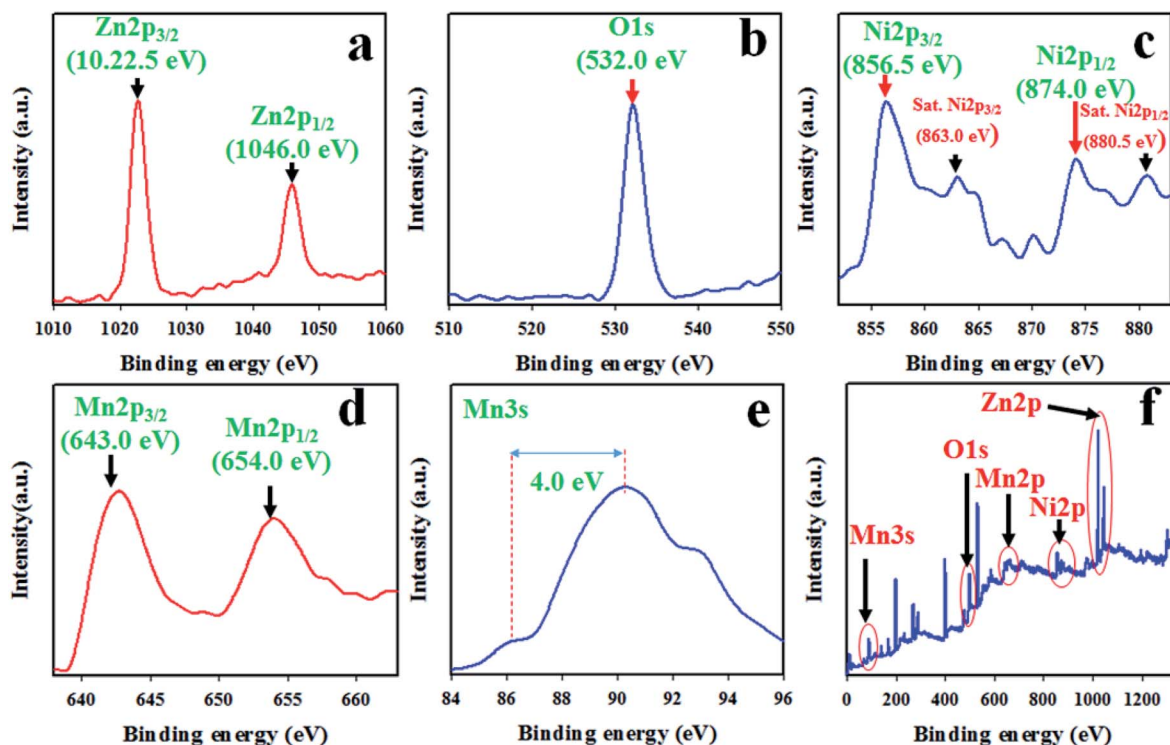 a
Zn2p3/2
(10.22.5 eV)
Zn2p1/2
(1046.0 eV)
Intensity (a.u.)
1010 1020 1030 1040 1050 1060
Binding energy (eV)
b
O1s
(532.0 eV
Intensity (a.u.)
510 520 530 540 550
Binding energy (eV)
c
Ni2p3/2
(856.5 eV)
Ni2p1/2
(874.0 eV)
Sat. Ni2p3/2
(863.0 eV)
Sat. Ni2p1/2
(880.5 eV)
Intensity (a.u.)
855 860 865 870 875 880
Binding energy (eV)
d
Mn2p3/2
(643.0 eV)
Mn2p1/2
(654.0 eV)
Intensity(a.u.)
640 645 650 655 660
Binding energy (eV)
e
Mn3s
4.0 eV
Intensity (a.u.)
84 86 88 90 92 94 96
Binding energy (eV)
f
Zn2p
O1s
Mn2p
Ni2p
Mn3s
Intensity (a.u.)
0 200 400 600 800 1000 1200
Binding energy (eV)